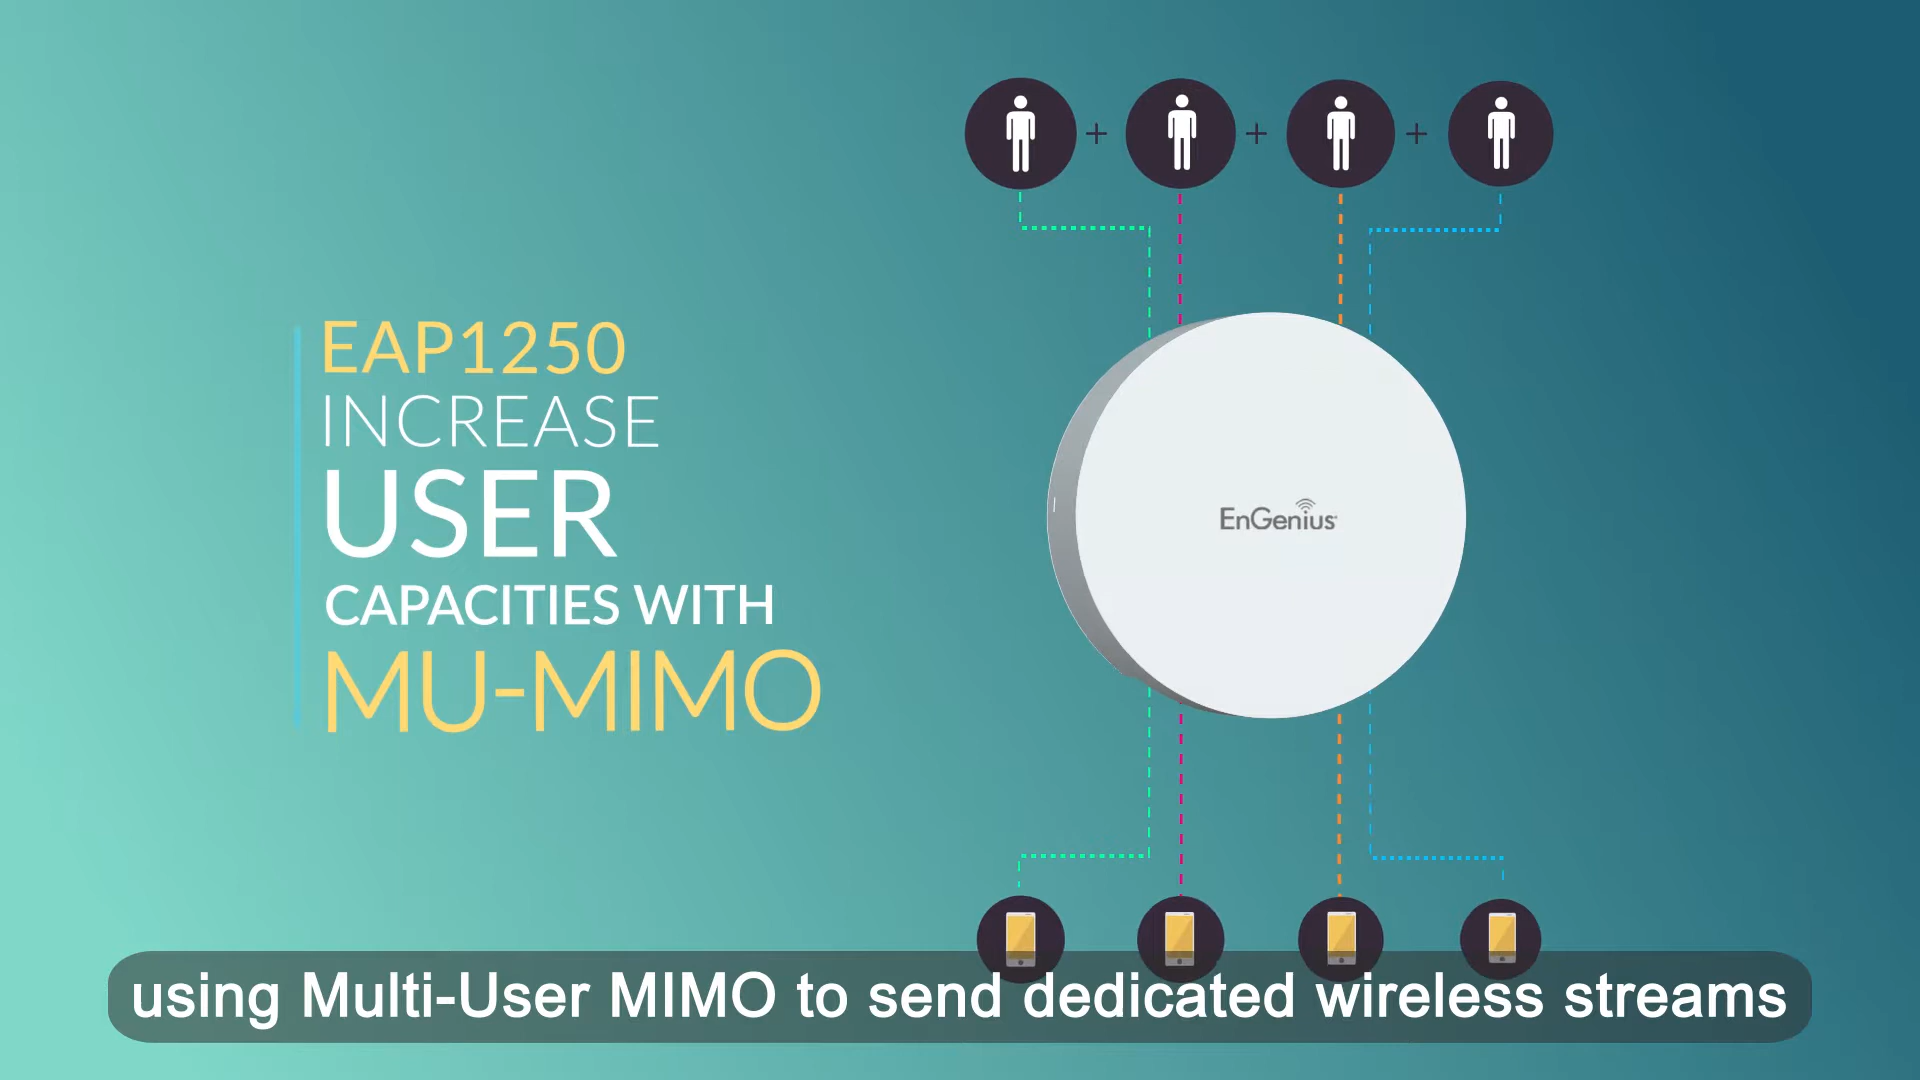 EAP1250
INCREASE
USER
CAPACITIES WITH
MU-MIMO
+ + +
EnGenius
using Multi-User MIMO to send dedicated wireless streams